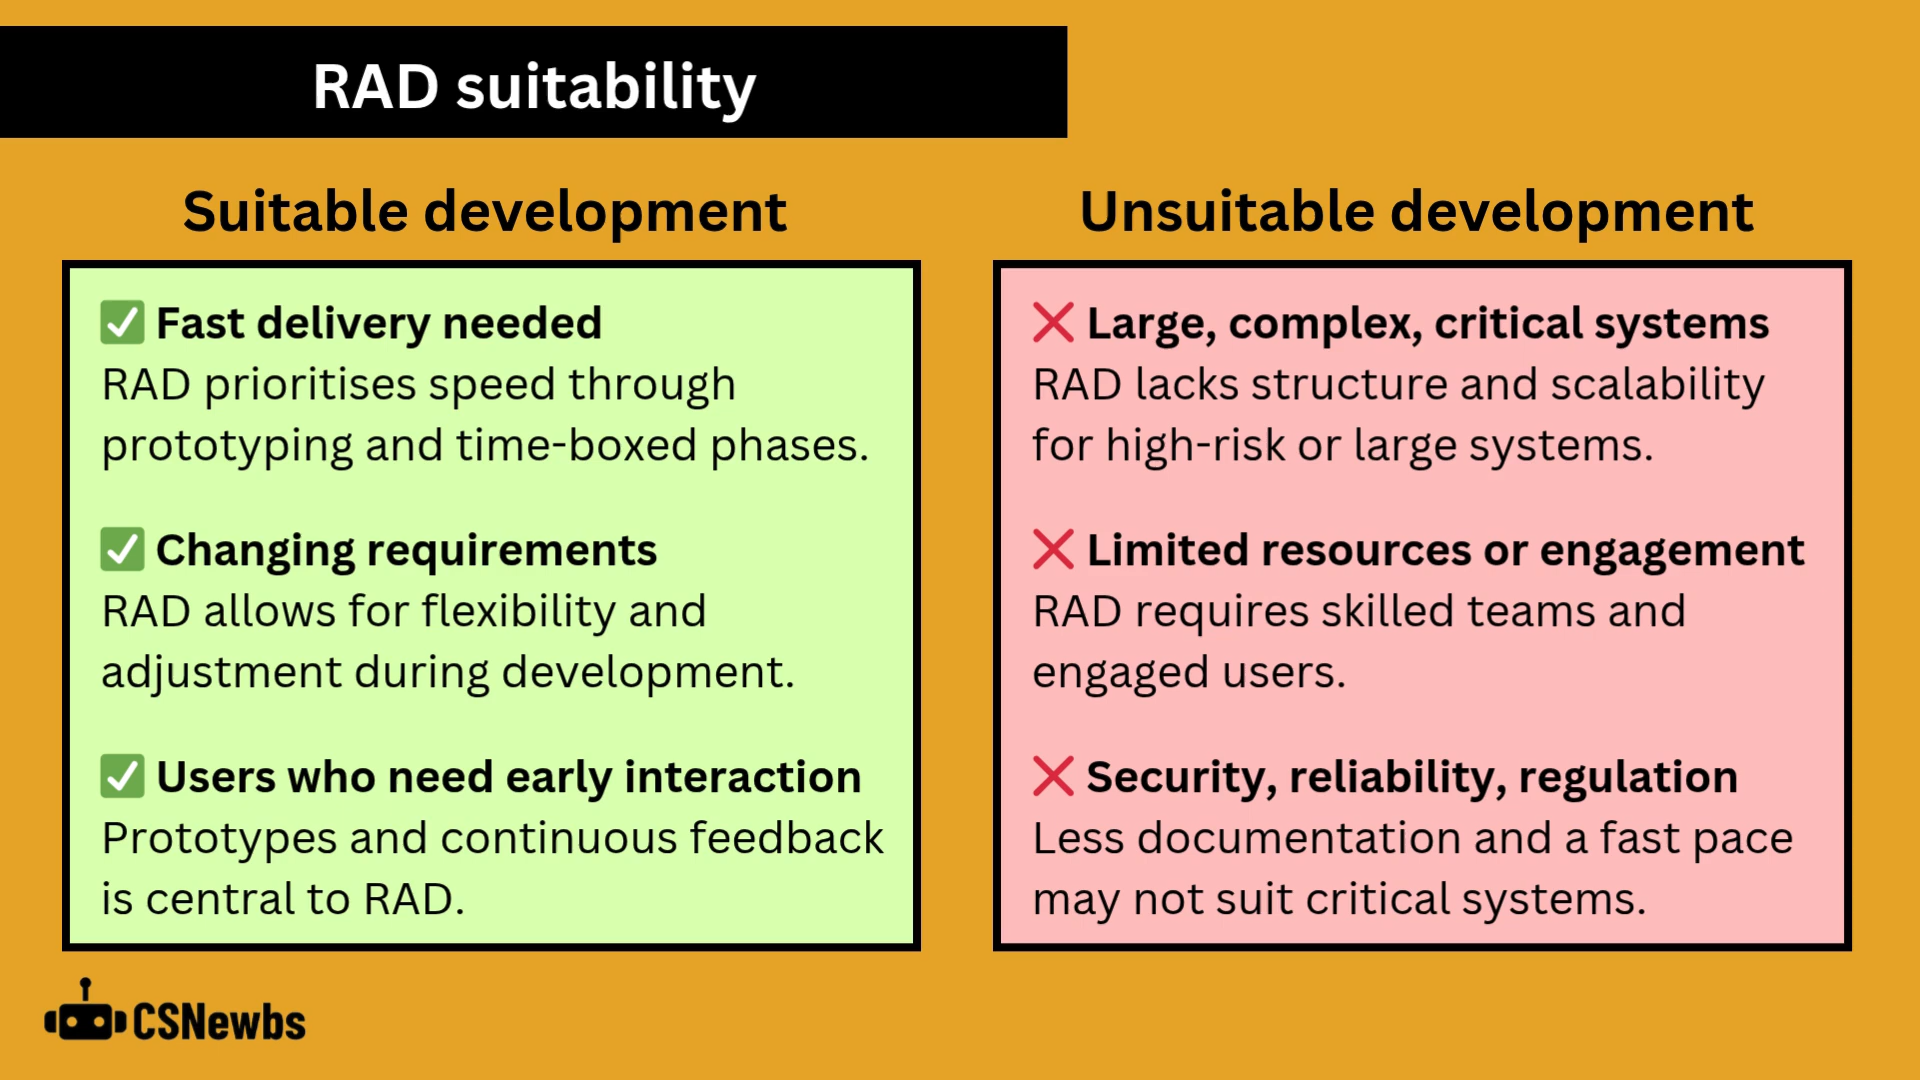 RAD suitability
Suitable development
✅ Fast delivery needed
RAD prioritises speed through
prototyping and time-boxed phases.
✅ Changing requirements
RAD allows for flexibility and
adjustment during development.
✅ Users who need early interaction
Prototypes and continuous feedback
is central to RAD.
Unsuitable development
❌ Large, complex, critical systems
RAD lacks structure and scalability
for high-risk or large systems.
❌ Limited resources or engagement
RAD requires skilled teams and
engaged users.
❌ Security, reliability, regulation
Less documentation and a fast pace
may not suit critical systems.
CSNewbs